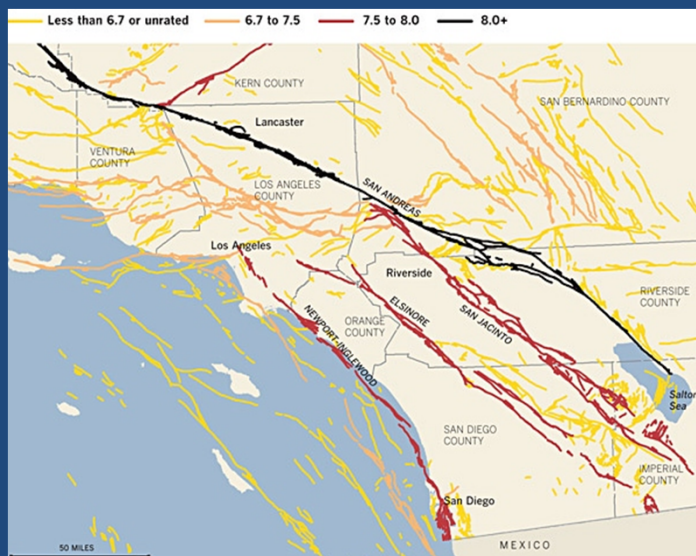 Less than 6.7 or unrated
6.7 to 7.5
7.5 to 8.0
8.0+
KERN COUNTY
SAN BERNARDINO COUNTY
Lancaster
VENTURA
COUNTY
LOS ANGELES
COUNTY
SAN ANDREAS
Los Angeles
Riverside
RIVERSIDE
COUNTY
ELSINORE
SAN JACINTO
ORANGE
COUNTY
NEWPORT-INGLEWOOD
Salton
Sea
SAN DIEGO
COUNTY
IMPERIAL
COUNTY
San Diego
MEXICO
50 MILES